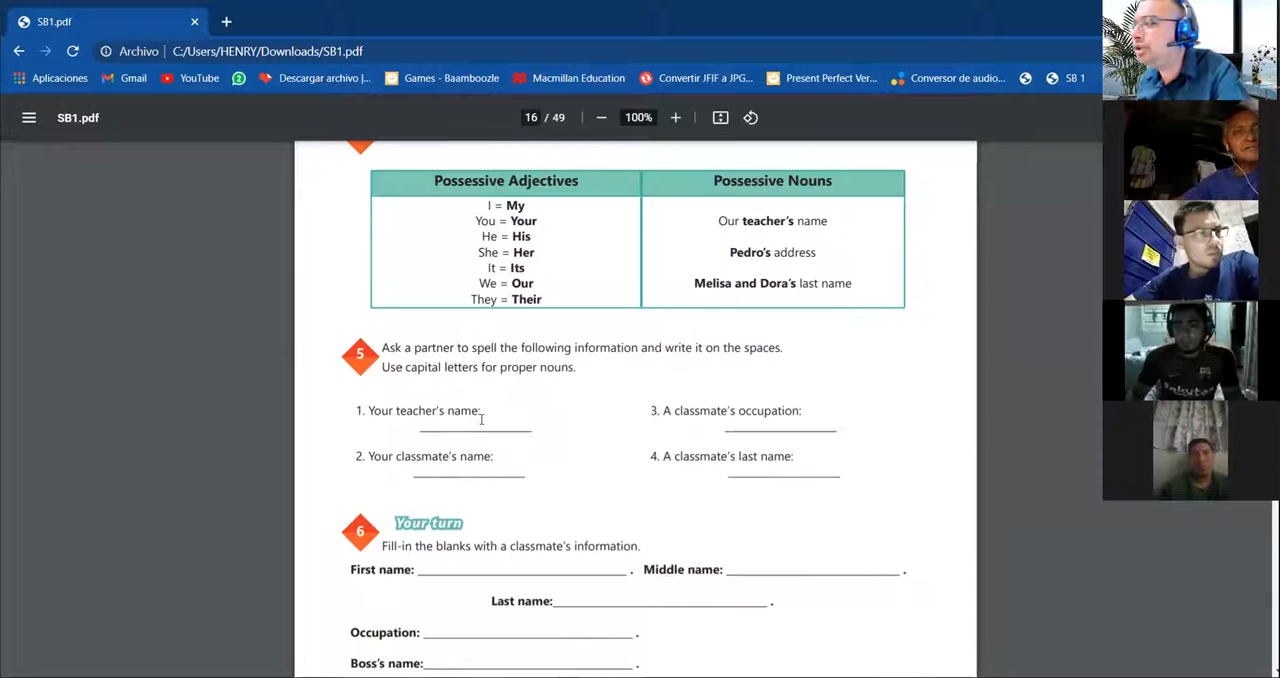 SB1.pdf
Archivo C:/Users/HENRY/Downloads/SB1.pdf
Aplicaciones Gmail YouTube Descargar archivo |... Games - Baamboozle Macmillan Education Convertir JFIF a JPG... Present Perfect Ver... Conversor de audio... SB 1
SB1.pdf 16 / 49 100%
Possessive Adjectives Possessive Nouns
I = My
You = Your
He = His
She = Her
It = Its
We = Our
They = Their
Our teacher's name
Pedro's address
Melisa and Dora's last name
5 Ask a partner to spell the following information and write it on the spaces.
Use capital letters for proper nouns.
1. Your teacher's name:
2. Your classmate's name:
3. A classmate's occupation:
4. A classmate's last name:
6 Your turn
Fill-in the blanks with a classmate's information.
First name: . Middle name: .
Last name: .
Occupation: .
Boss's name: .